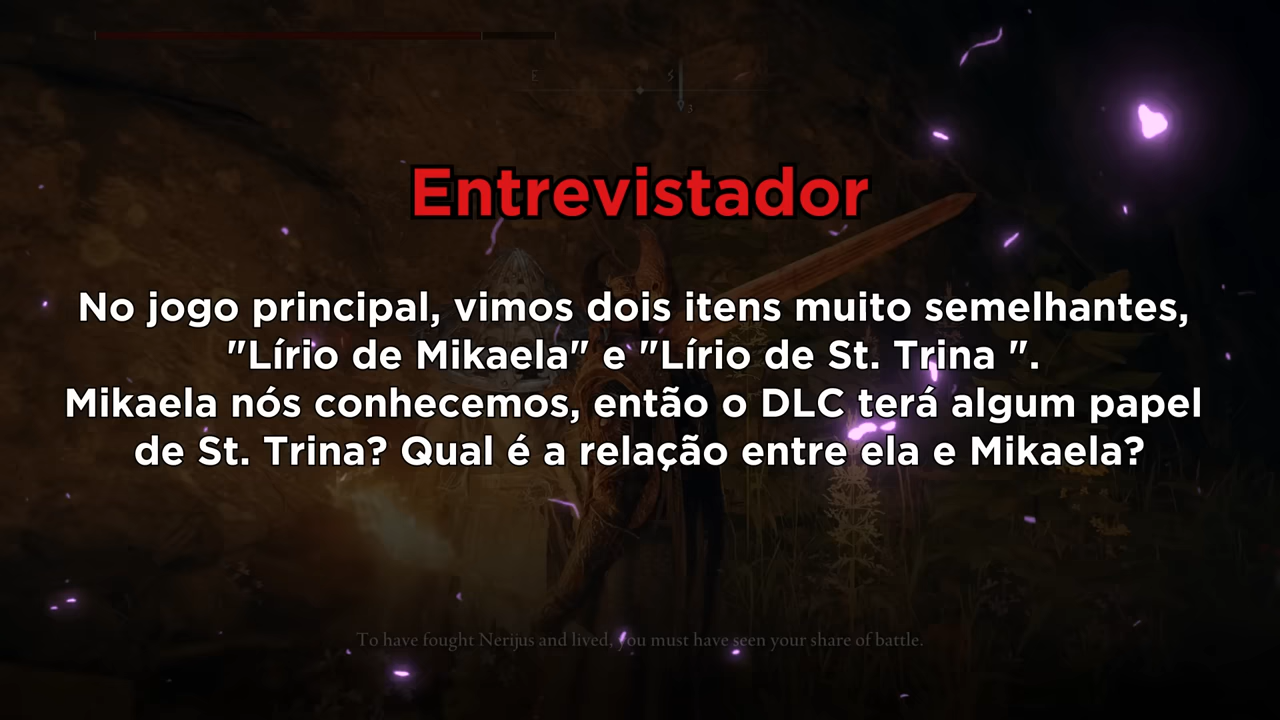 E
S
3
Entrevistador
No jogo principal, vimos dois itens muito semelhantes,
"Lírio de Mikaela" e "Lírio de St. Trina ".
Mikaela nós conhecemos, então o DLC terá algum papel
de St. Trina? Qual é a relação entre ela e Mikaela?
To have fought Nerijus and lived, you must have seen your share of battle.